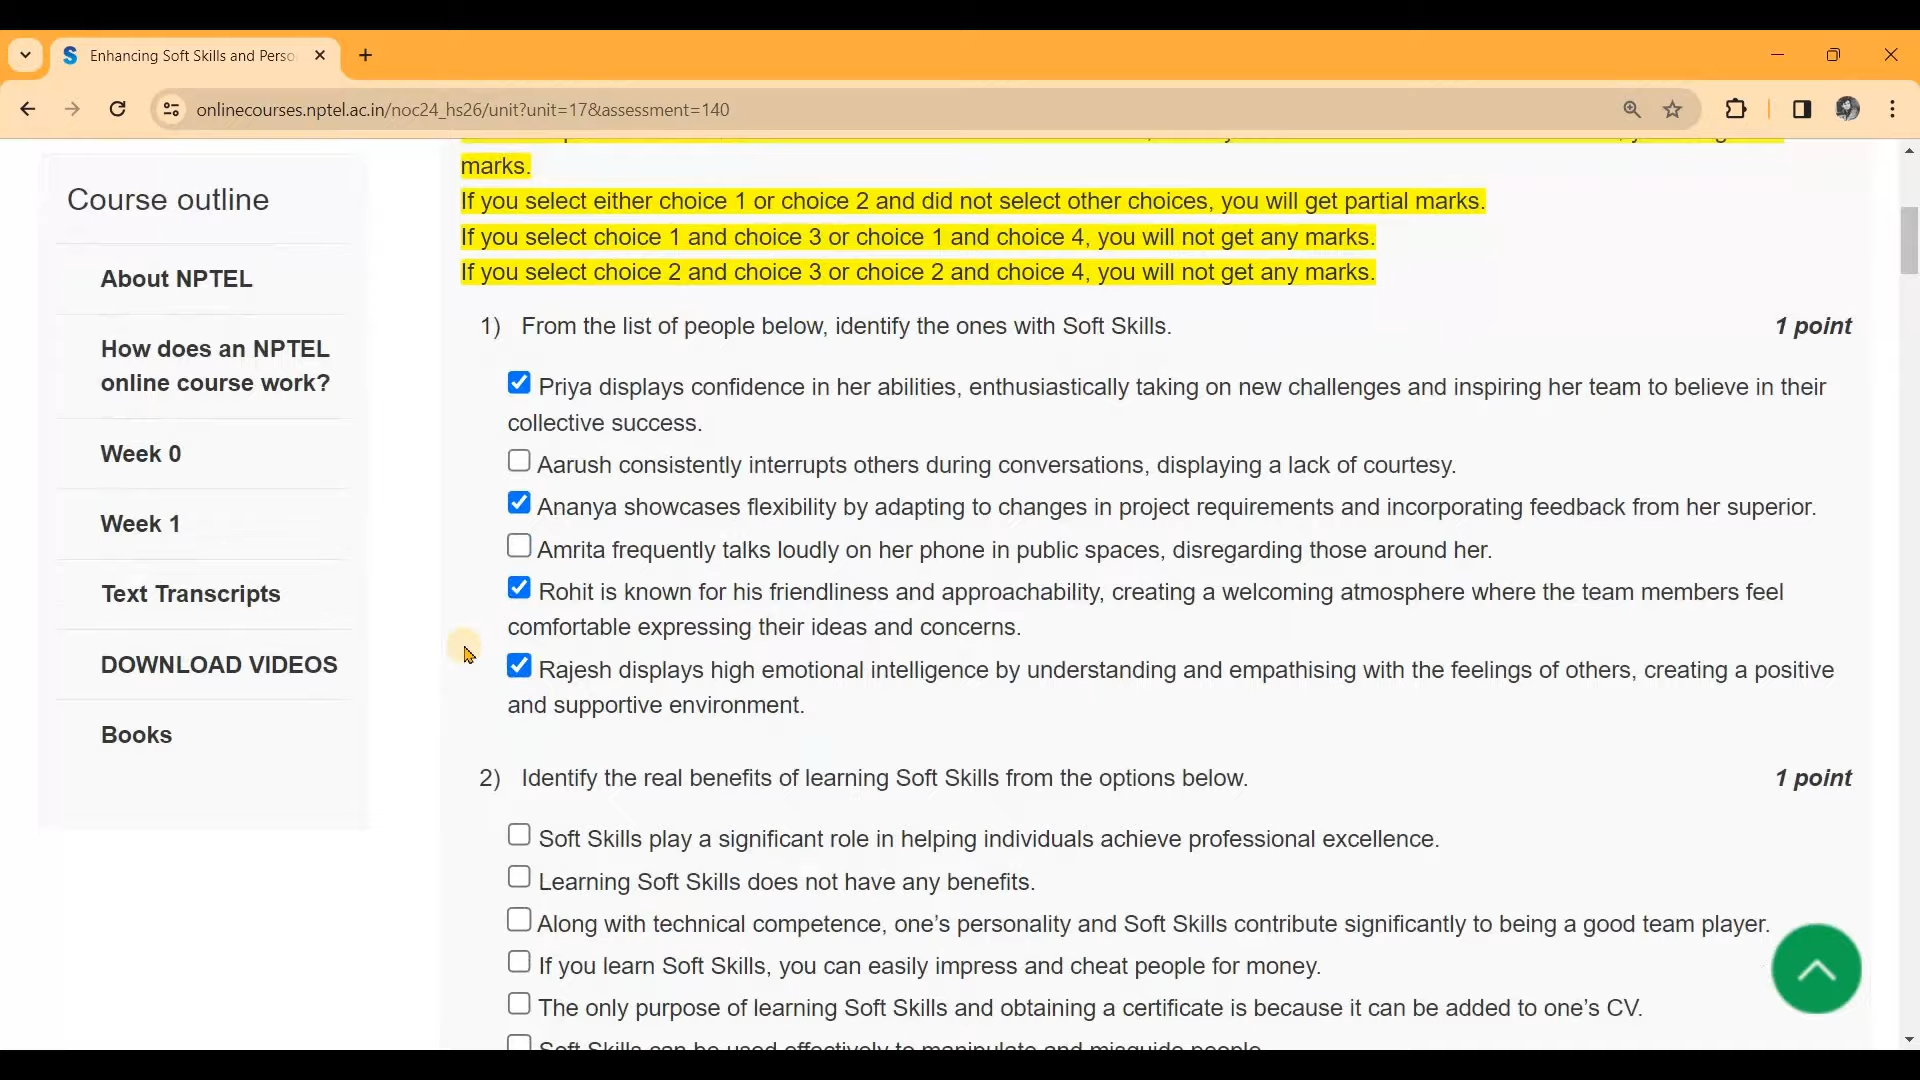 Enhancing Soft Skills and Perso
onlinecourses.nptel.ac.in/noc24_hs26/unit?unit=17&assessment=140
Course outline
About NPTEL
How does an NPTEL
online course work?
Week 0
Week 1
Text Transcripts
DOWNLOAD VIDEOS
Books
marks.
If you select either choice 1 or choice 2 and did not select other choices, you will get partial marks.
If you select choice 1 and choice 3 or choice 1 and choice 4, you will not get any marks.
If you select choice 2 and choice 3 or choice 2 and choice 4, you will not get any marks.
1) From the list of people below, identify the ones with Soft Skills. 1 point
Priya displays confidence in her abilities, enthusiastically taking on new challenges and inspiring her team to believe in their
collective success.
Aarush consistently interrupts others during conversations, displaying a lack of courtesy.
Ananya showcases flexibility by adapting to changes in project requirements and incorporating feedback from her superior.
Amrita frequently talks loudly on her phone in public spaces, disregarding those around her.
Rohit is known for his friendliness and approachability, creating a welcoming atmosphere where the team members feel
comfortable expressing their ideas and concerns.
Rajesh displays high emotional intelligence by understanding and empathising with the feelings of others, creating a positive
and supportive environment.
2) Identify the real benefits of learning Soft Skills from the options below. 1 point
Soft Skills play a significant role in helping individuals achieve professional excellence.
Learning Soft Skills does not have any benefits.
Along with technical competence, one’s personality and Soft Skills contribute significantly to being a good team player.
If you learn Soft Skills, you can easily impress and cheat people for money.
The only purpose of learning Soft Skills and obtaining a certificate is because it can be added to one’s CV.
Soft Skills can be used effectively to manipulate and misguide people